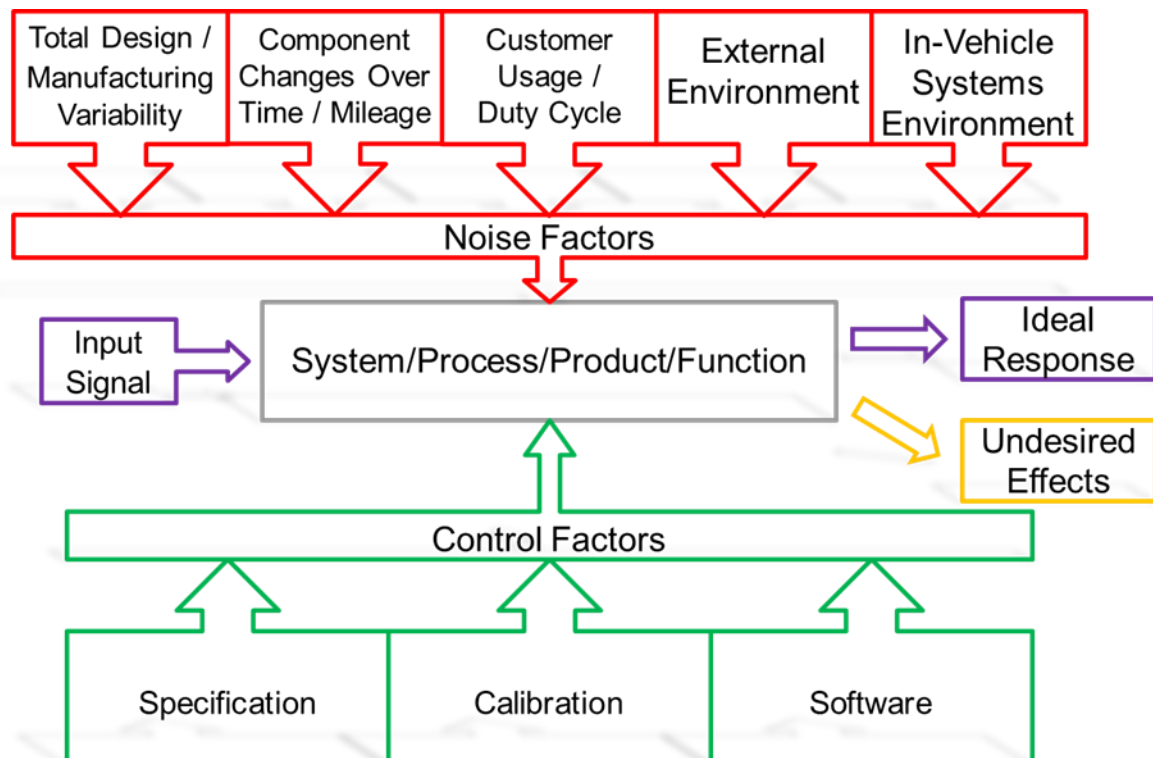 Total Design /
Manufacturing
Variability
Component
Changes Over
Time / Mileage
Customer
Usage /
Duty Cycle
External
Environment
In-Vehicle
Systems
Environment
Noise Factors
Input
Signal
System/Process/Product/Function
Ideal
Response
Undesired
Effects
Control Factors
Specification
Calibration
Software